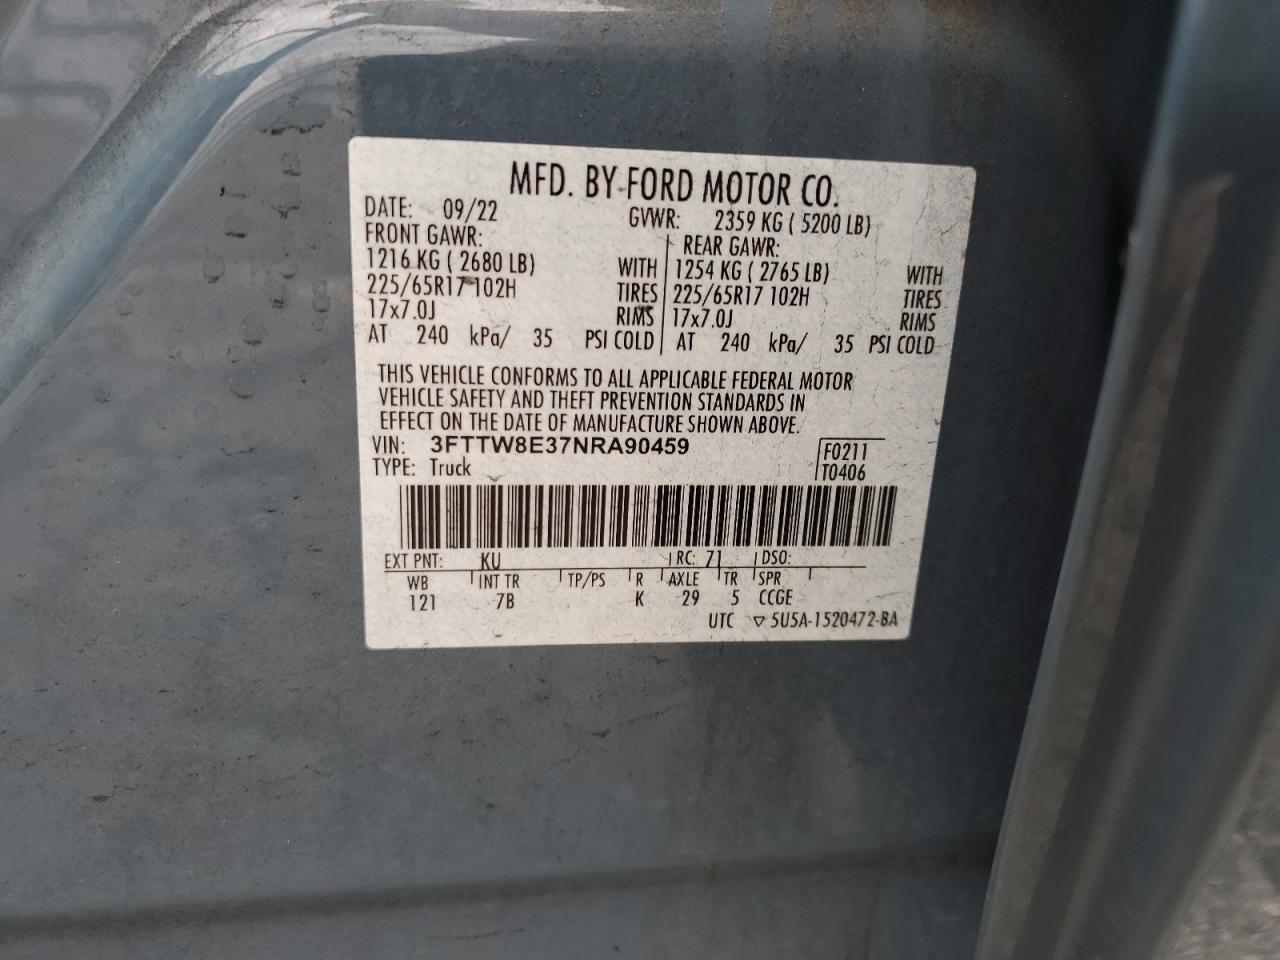 MFD. BY FORD MOTOR CO.
DATE: 09/22 GVWR: 2359 KG ( 5200 LB)
FRONT GAWR: REAR GAWR:
1216 KG ( 2680 LB) WITH 1254 KG ( 2765 LB) WITH
225/65R17 102H TIRES 225/65R17 102H TIRES
17x7.0J RIMS 17x7.0J RIMS
AT 240 kPa/ 35 PSI COLD AT 240 kPa/ 35 PSI COLD
THIS VEHICLE CONFORMS TO ALL APPLICABLE FEDERAL MOTOR
VEHICLE SAFETY AND THEFT PREVENTION STANDARDS IN
EFFECT ON THE DATE OF MANUFACTURE SHOWN ABOVE.
VIN: 3FTTW8E37NRA90459 F0211
TYPE: Truck T0406
EXT PNT: KU RC: 71 DSO:
WB INT TR TP/PS R AXLE TR SPR
121 7B K 29 5 CCGE
UTC ▽ 5U5A-1520472-BA